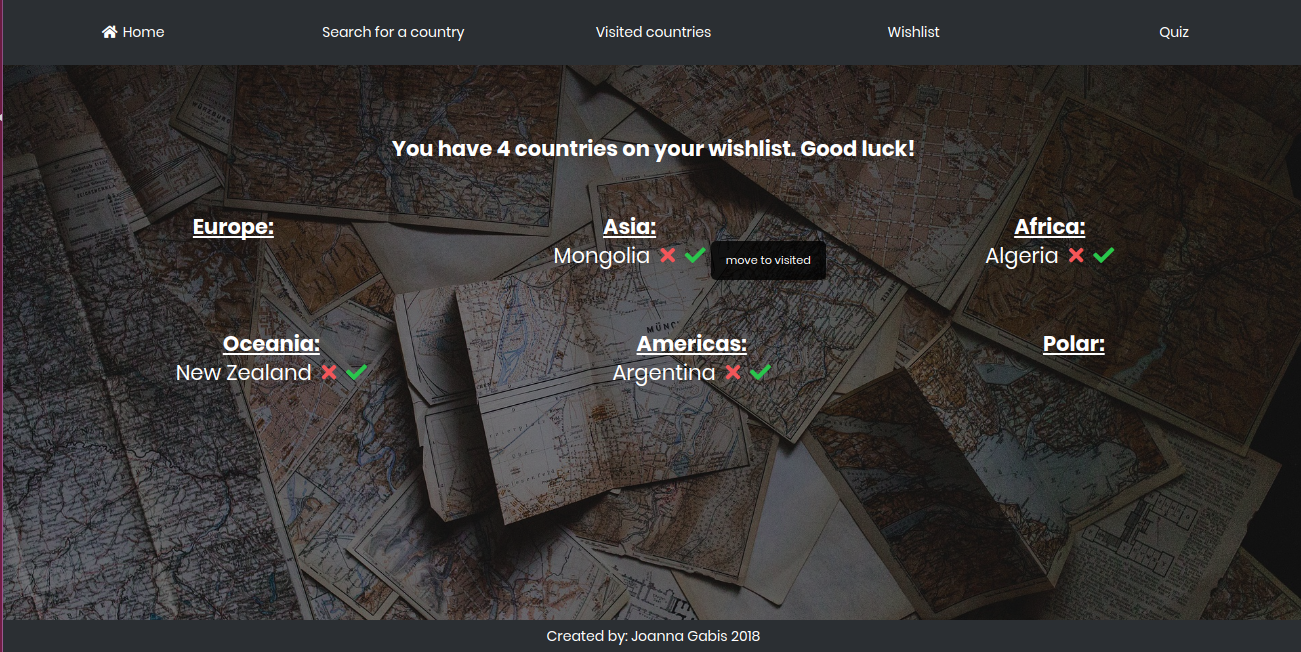 Home Search for a country Visited countries Wishlist Quiz
You have 4 countries on your wishlist. Good luck!
Europe: Asia: Africa:
Mongolia move to visited Algeria
Oceania: Americas: Polar:
New Zealand Argentina
MÜNC
Created by: Joanna Gabis 2018